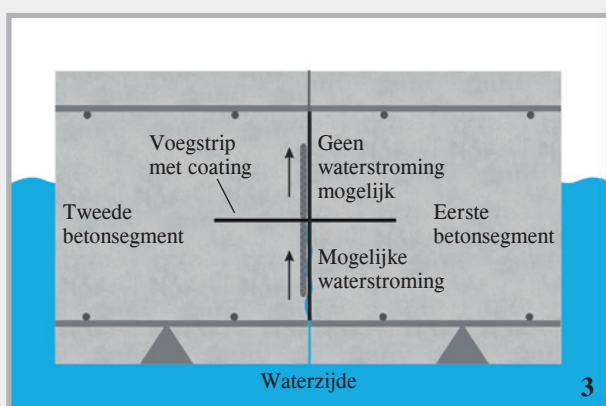 Voegstrip
met coating
Geen
waterstroming
mogelijk
Tweede
betonsegment
Eerste
betonsegment
Mogelijke
waterstroming
Waterzijde
3